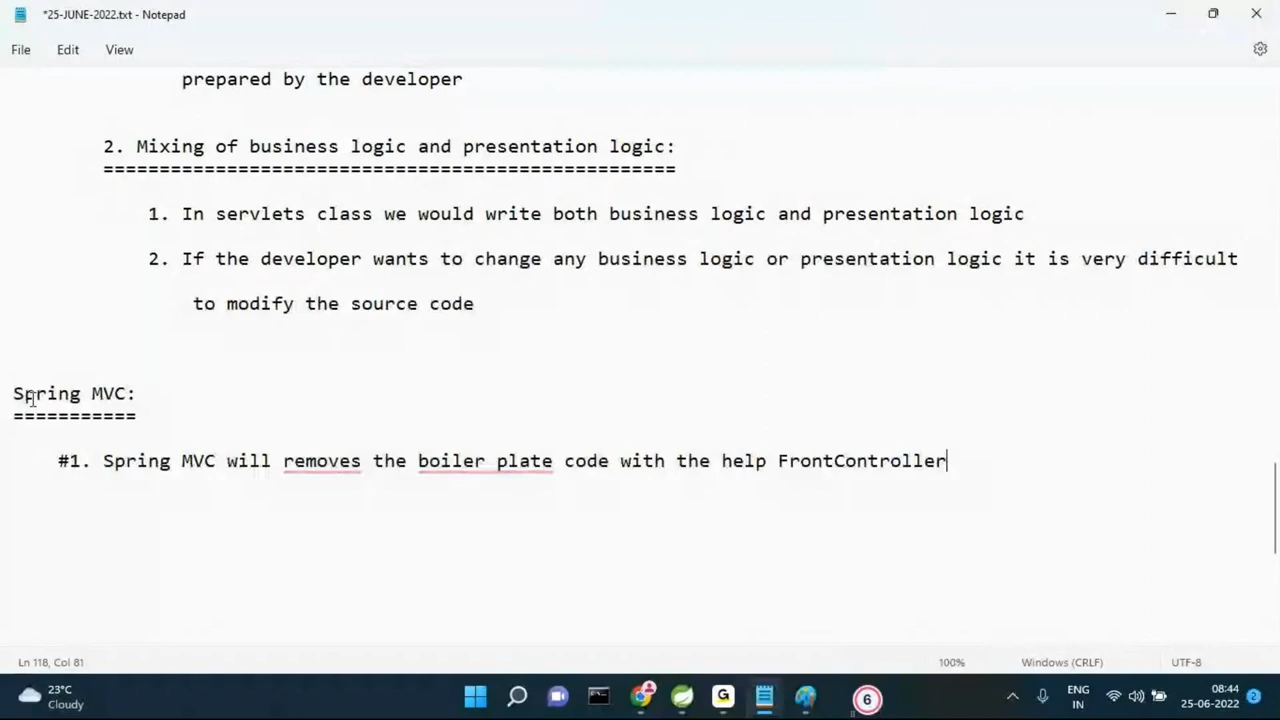 *25-JUNE-2022.txt - Notepad
File Edit View
prepared by the developer
2. Mixing of business logic and presentation logic:
===================================================
1. In servlets class we would write both business logic and presentation logic
2. If the developer wants to change any business logic or presentation logic it is very difficult
to modify the source code
Spring MVC:
===========
#1. Spring MVC will removes the boiler plate code with the help FrontController
Ln 118, Col 81 100% Windows (CRLF) UTF-8
23°C
Cloudy
G
6
ENG
IN
08:44
25-06-2022
2